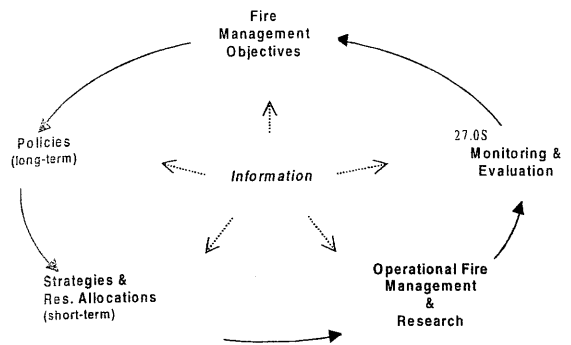 Fire
Management
Objectives
Policies
(long-term)
27.0S
Monitoring &
Evaluation
Information
Strategies &
Res. Allocations
(short-term)
Operational Fire
Management
&
Research